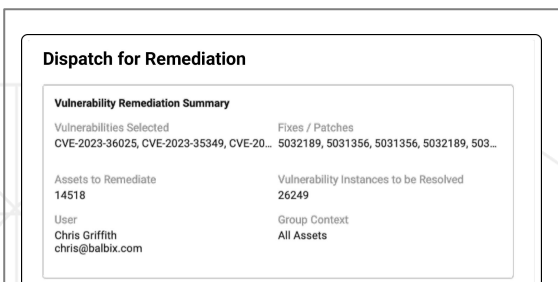 Dispatch for Remediation
Vulnerability Remediation Summary
Vulnerabilities Selected
Fixes / Patches
CVE-2023-36025, CVE-2023-35349, CVE-20...
5032189, 5031356, 5031356, 5032189, 503...
Assets to Remediate
Vulnerability Instances to be Resolved
14518
26249
User
Group Context
Chris Griffith
All Assets
chris@balbix.com